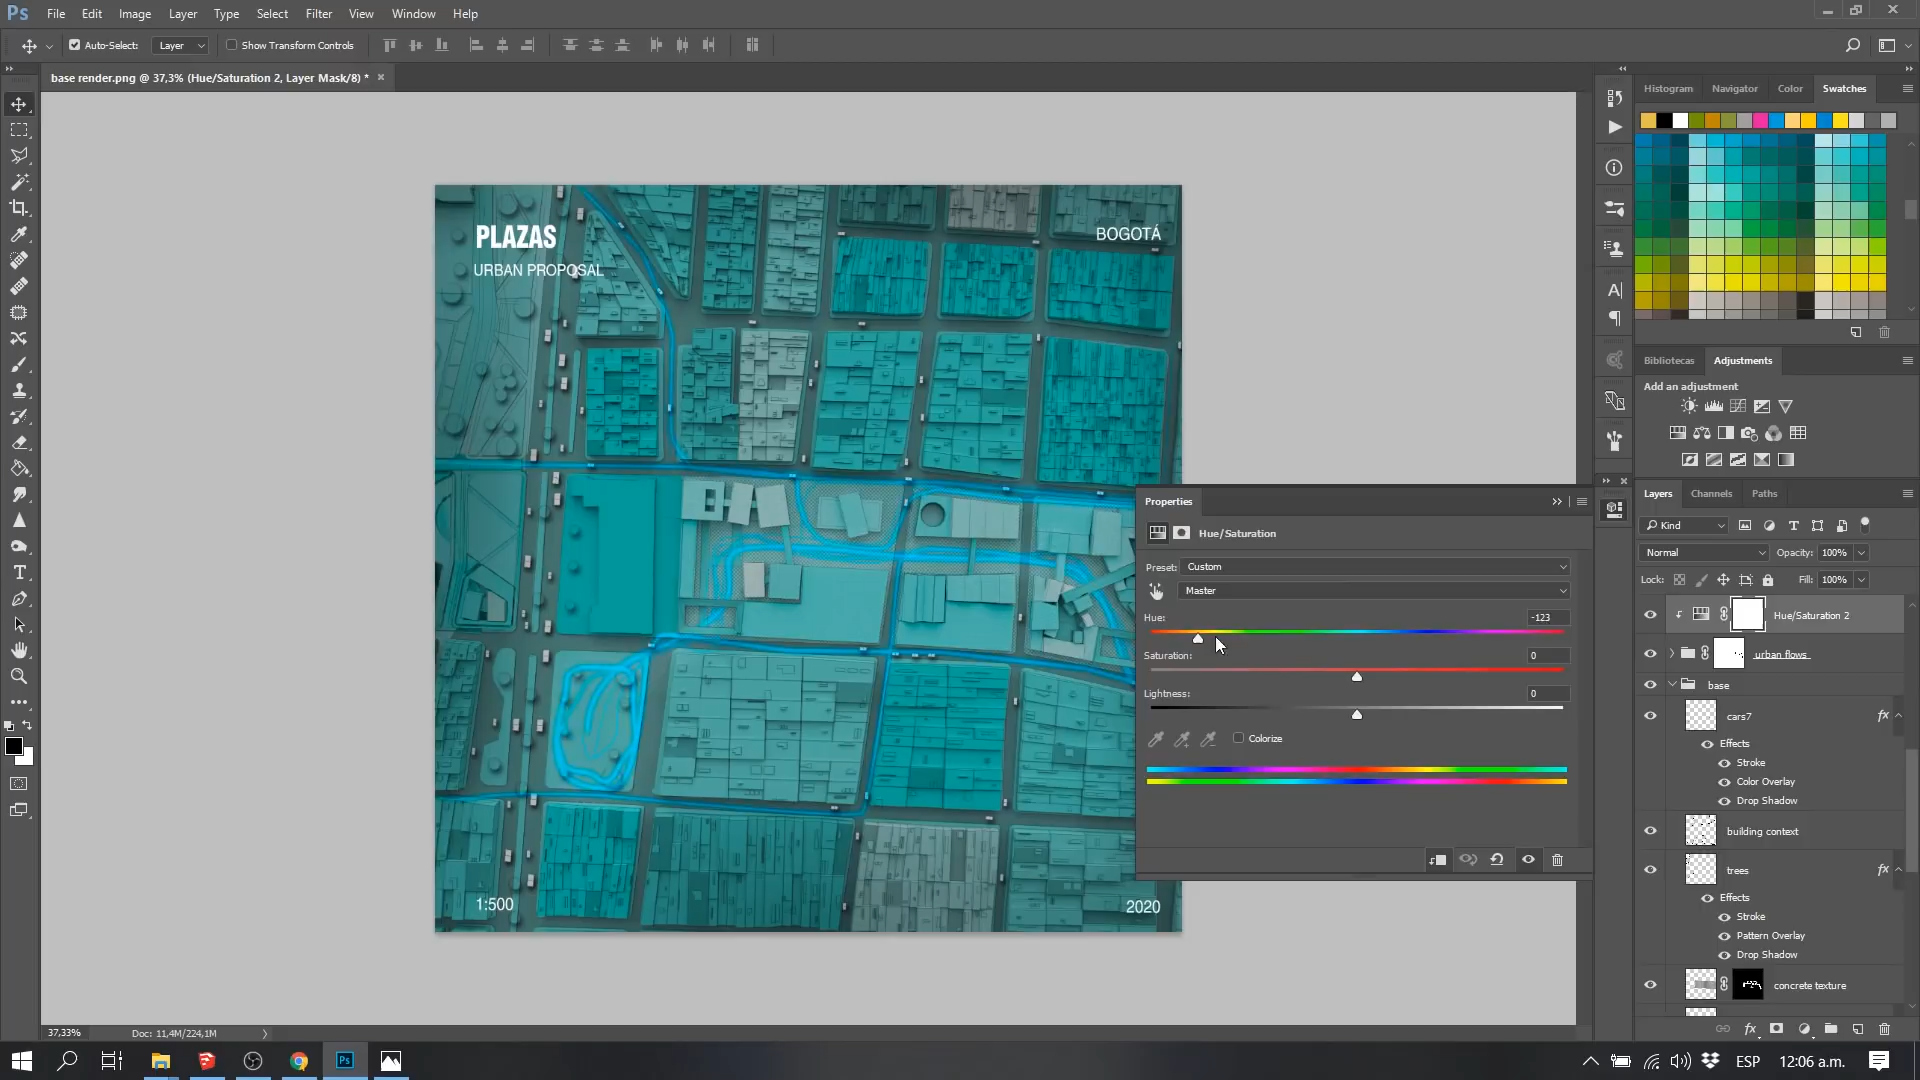 Ps File Edit Image Layer Type Select Filter View Window Help
Auto-Select: Layer Show Transform Controls
base render.png @ 37,3% (Hue/Saturation 2, Layer Mask/8) *
Histogram Navigator Color Swatches
PLAZAS
BOGOTÁ
URBAN PROPOSAL
1:500
2020
Bibliotecas Adjustments
Add an adjustment
Properties
Hue/Saturation
Preset: Custom
Master
Hue: -123
Saturation: 0
Lightness: 0
Colorize
Layers Channels Paths
Kind
Normal Opacity: 100%
Lock: Fill: 100%
Hue/Saturation 2
urban flows
base
cars7 fx
Effects
Stroke
Color Overlay
Drop Shadow
building context
trees fx
Effects
Stroke
Pattern Overlay
Drop Shadow
concrete texture
fx
37,33% Doc: 11,4M/224,1M
Ps
ESP 12:06 a.m.